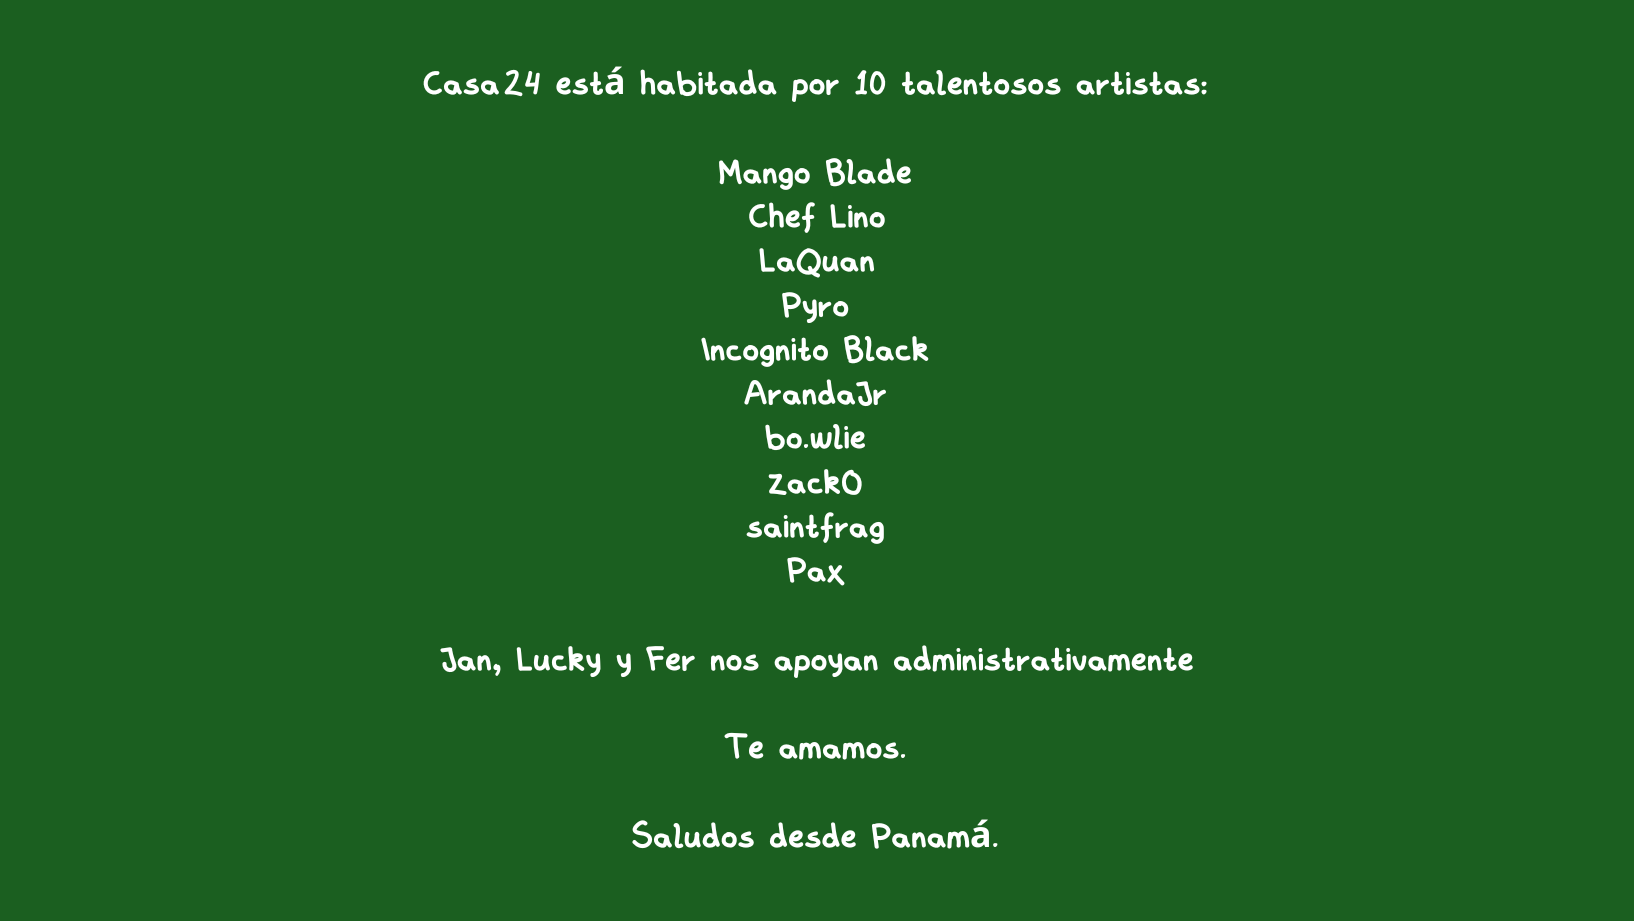 Casa24 está habitada por 10 talentosos artistas:
Mango Blade
Chef Lino
LaQuan
Pyro
Incognito Black
ArandaJr
bo.wlie
zackO
saintfrag
Pax
Jan, Lucky y Fer nos apoyan administrativamente
Te amamos.
Saludos desde Panamá.